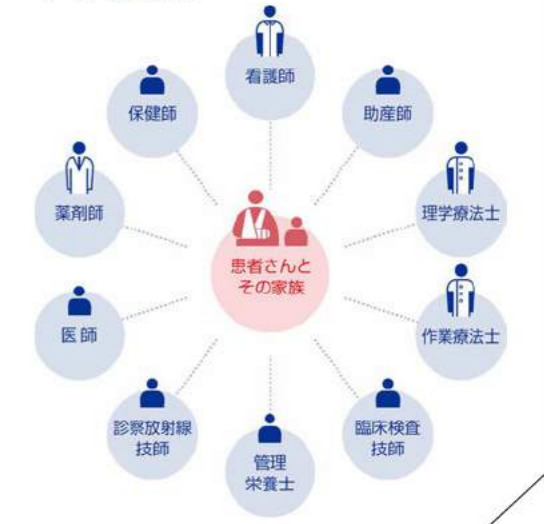 看護師
保健師
助産師
薬剤師
理学療法士
患者さんと
その家族
医師
作業療法士
診察放射線
技師
臨床検査
技師
管理
栄養士